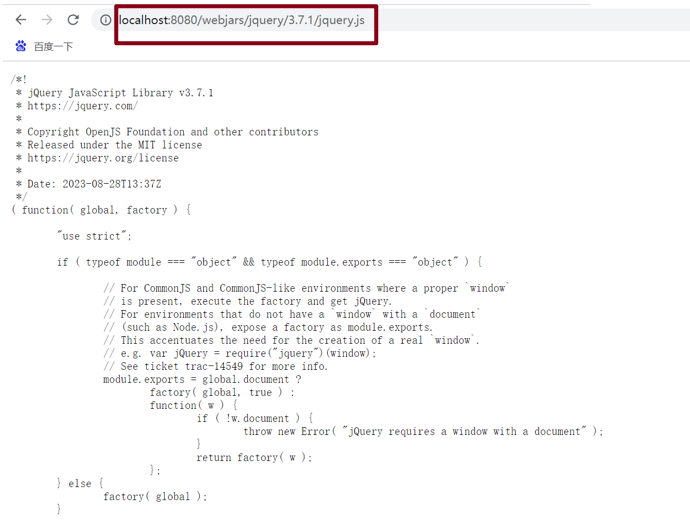 localhost:8080/webjars/jquery/3.7.1/jquery.js
百度一下
/*!
 * jQuery JavaScript Library v3.7.1
 * https://jquery.com/
 *
 * Copyright OpenJS Foundation and other contributors
 * Released under the MIT license
 * https://jquery.org/license
 *
 * Date: 2023-08-28T13:37Z
 */
( function( global, factory ) {

	"use strict";

	if ( typeof module === "object" && typeof module.exports === "object" ) {

		// For CommonJS and CommonJS-like environments where a proper `window`
		// is present, execute the factory and get jQuery.
		// For environments that do not have a `window` with a `document`
		// (such as Node.js), expose a factory as module.exports.
		// This accentuates the need for the creation of a real `window`.
		// e.g. var jQuery = require("jquery")(window);
		// See ticket trac-14549 for more info.
		module.exports = global.document ?
			factory( global, true ) :
			function( w ) {
				if ( !w.document ) {
					throw new Error( "jQuery requires a window with a document" );
				}
				return factory( w );
			};
	} else {
		factory( global );
	}